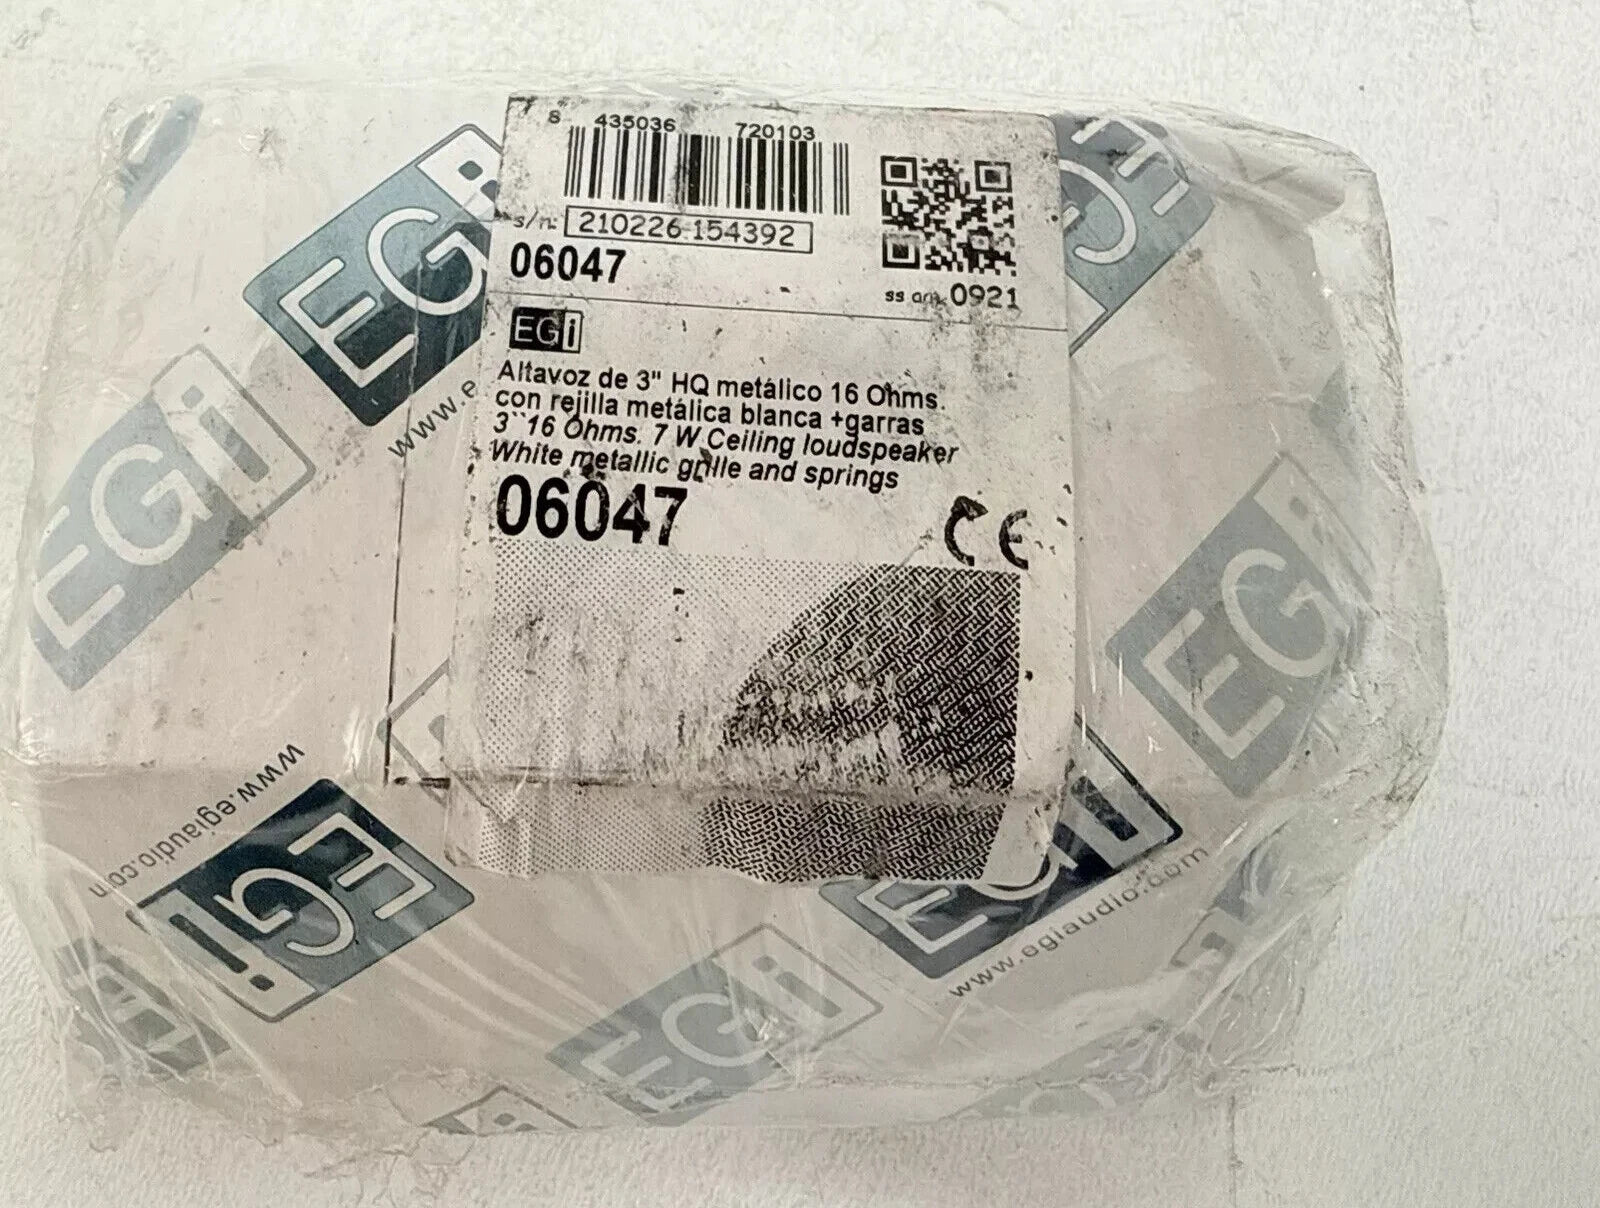 8 435036 720103
s/n: 210226-154392
06047
0921
EGi
Altavoz de 3" HQ metálico 16 Ohms.
con rejilla metálica blanca +garras
3``16 Ohms. 7 W Ceiling loudspeaker
White metallic grille and springs
06047
CE
EGi
EGi
EGi
www.egiaudio.com
EGi
www.egiaudio.com
EGi
EGi